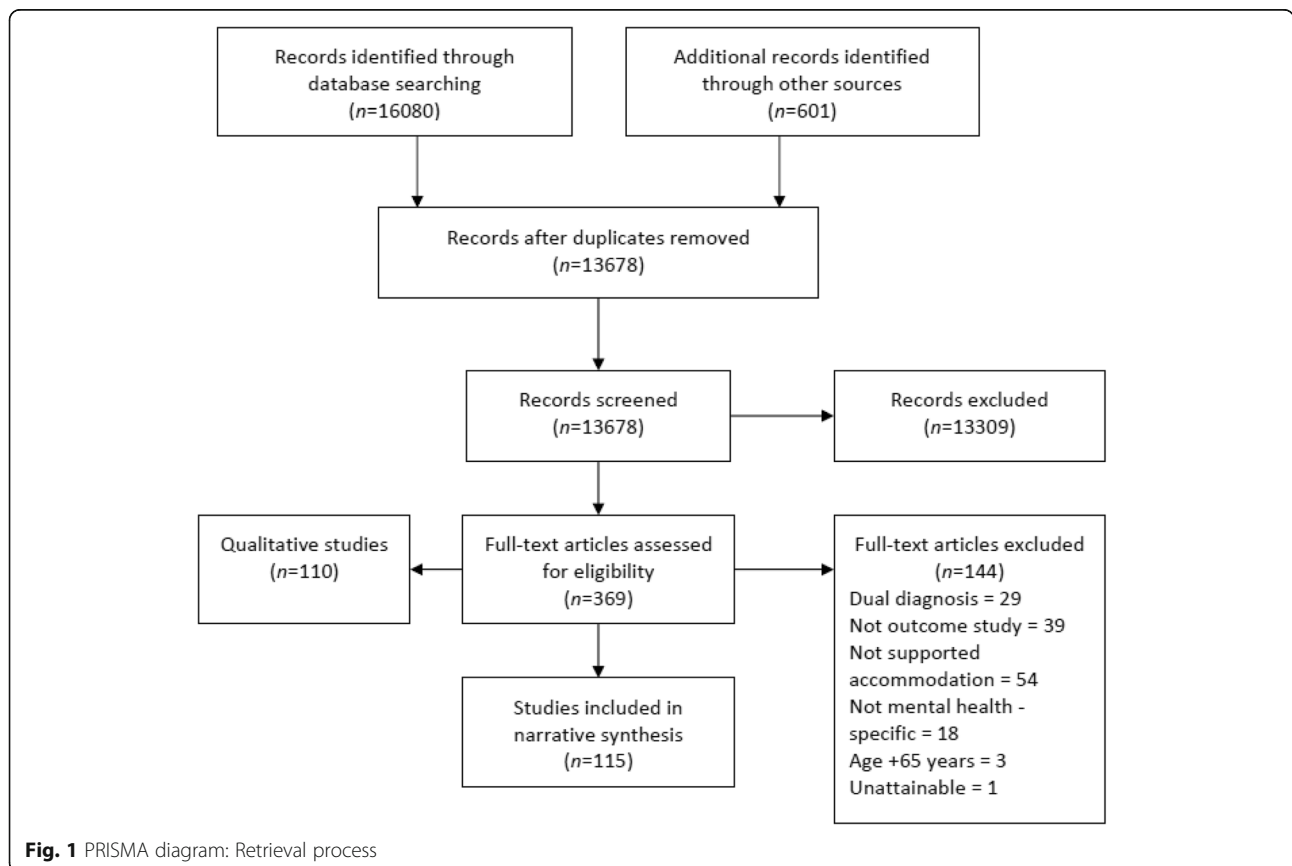 Records identified through
database searching
(n=16080)
Additional records identified
through other sources
(n=601)
Records after duplicates removed
(n=13678)
Records screened
(n=13678)
Records excluded
(n=13309)
Qualitative studies
(n=110)
Full-text articles assessed
for eligibility
(n=369)
Full-text articles excluded
(n=144)
Dual diagnosis = 29
Not outcome study = 39
Not supported
accommodation = 54
Not mental health -
specific = 18
Age +65 years = 3
Unattainable = 1
Studies included in
narrative synthesis
(n=115)
Fig. 1 PRISMA diagram: Retrieval process